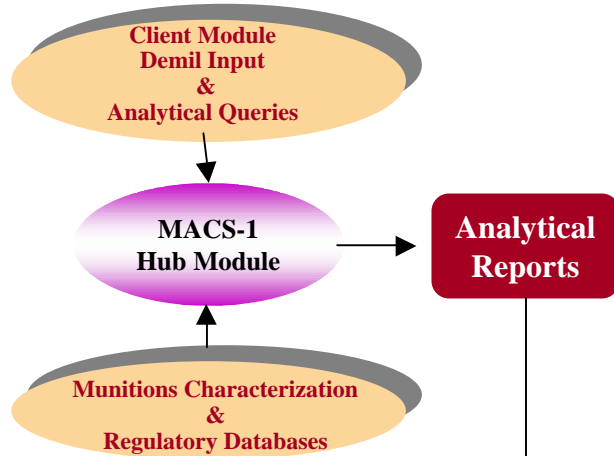 Client Module
Demil Input
&
Analytical Queries
MACS-1
Hub Module
Analytical
Reports
Munitions Characterization
&
Regulatory Databases